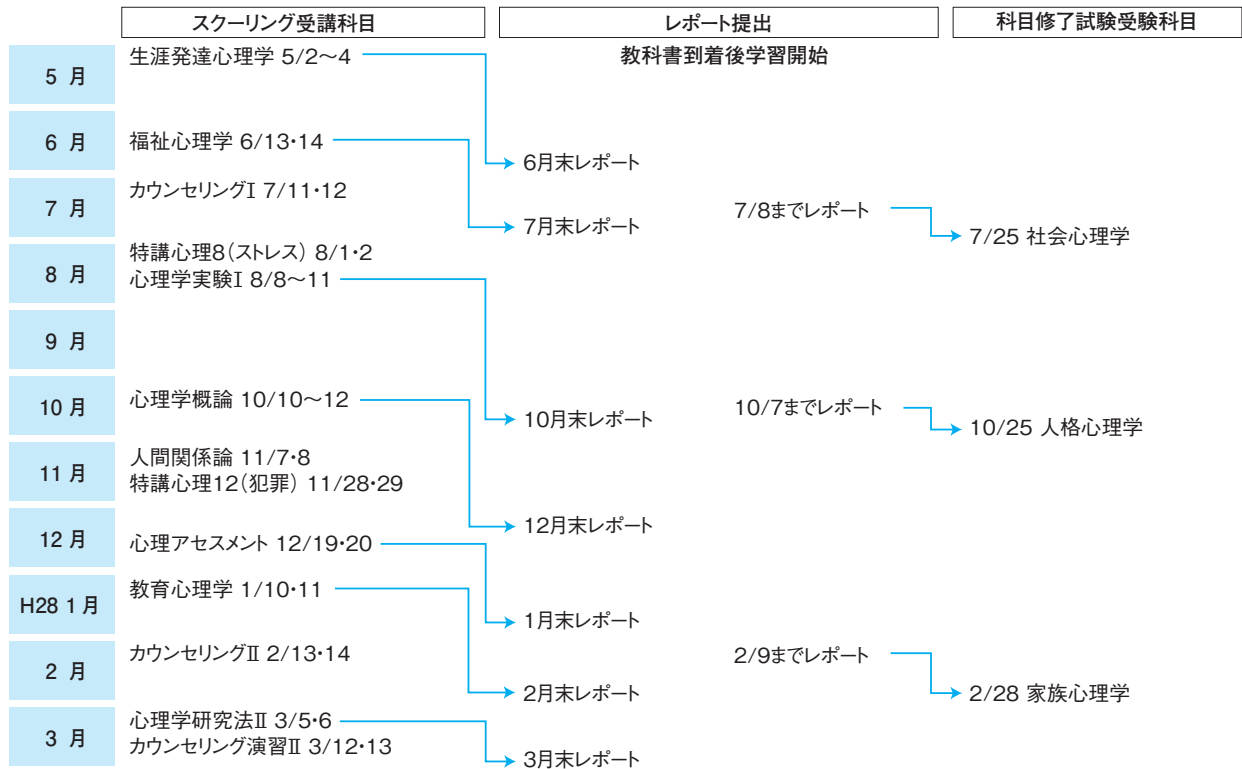 スクーリング受講科目
レポート提出
科目修了試験受験科目
教科書到着後学習開始
5 月
生涯発達心理学 5/2〜4
6 月
福祉心理学 6/13・14
6月末レポート
7 月
カウンセリングⅠ 7/11・12
7月末レポート
7/8までレポート
7/25 社会心理学
8 月
特講心理8(ストレス) 8/1・2
心理学実験Ⅰ 8/8〜11
9 月
10 月
心理学概論 10/10〜12
10月末レポート
10/7までレポート
10/25 人格心理学
11 月
人間関係論 11/7・8
特講心理12(犯罪) 11/28・29
12 月
12月末レポート
心理アセスメント 12/19・20
H28 1 月
教育心理学 1/10・11
1月末レポート
2 月
カウンセリングⅡ 2/13・14
2月末レポート
2/9までレポート
2/28 家族心理学
3 月
心理学研究法Ⅱ 3/5・6
カウンセリング演習Ⅱ 3/12・13
3月末レポート